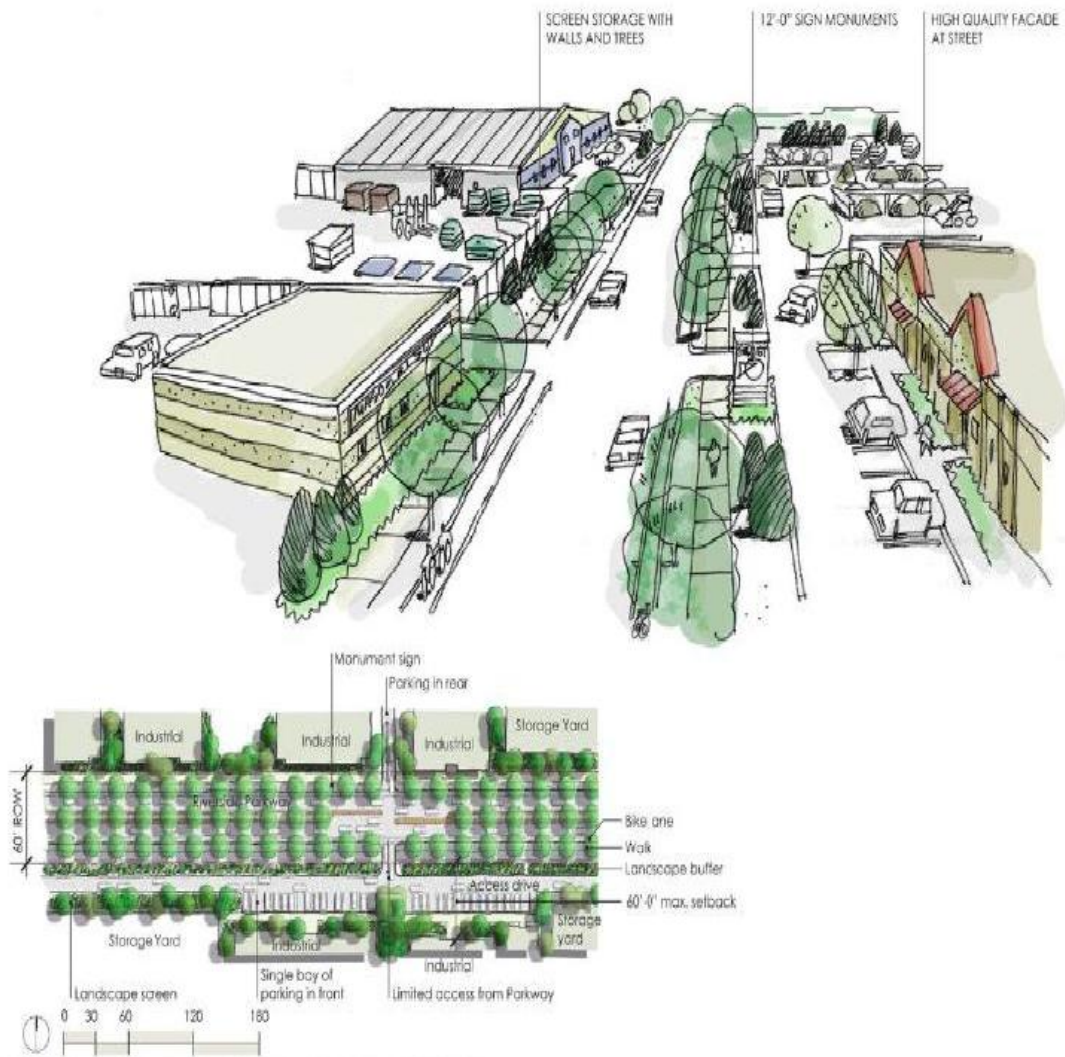 SCREEN STORAGE WITH
WALLS AND TREES
12'-0" SIGN MONUMENTS
HIGH QUALITY FACADE
AT STREET
Monument sign
Parking in rear
Industrial
Industrial
Industrial
Storage Yard
Riverside Parkway
60' ROW
Bike lane
Walk
Landscape buffer
Access drive
60'-0" max. setback
Storage Yard
Industrial
Industrial
Storage
yard
Landscape screen
Single bay of
parking in front
Limited access from Parkway
0 30 60 120 180